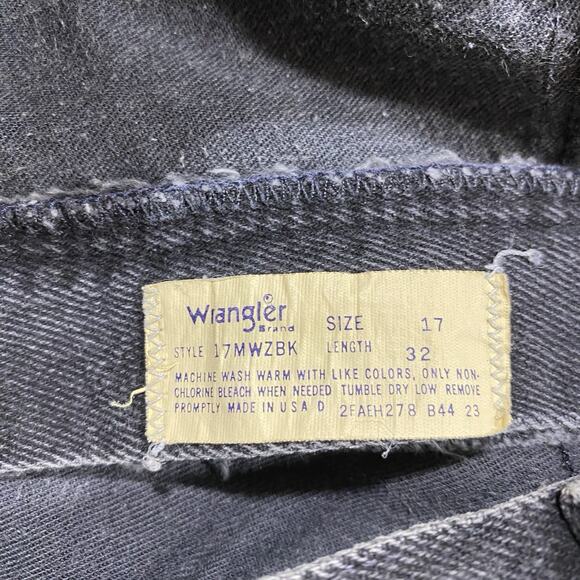 Wrangler
Brand
SIZE 17
STYLE 17MWZBK LENGTH 32
MACHINE WASH WARM WITH LIKE COLORS, ONLY NON-
CHLORINE BLEACH WHEN NEEDED TUMBLE DRY LOW REMOVE
PROMPTLY MADE IN USA D 2FAEH278 B44 23